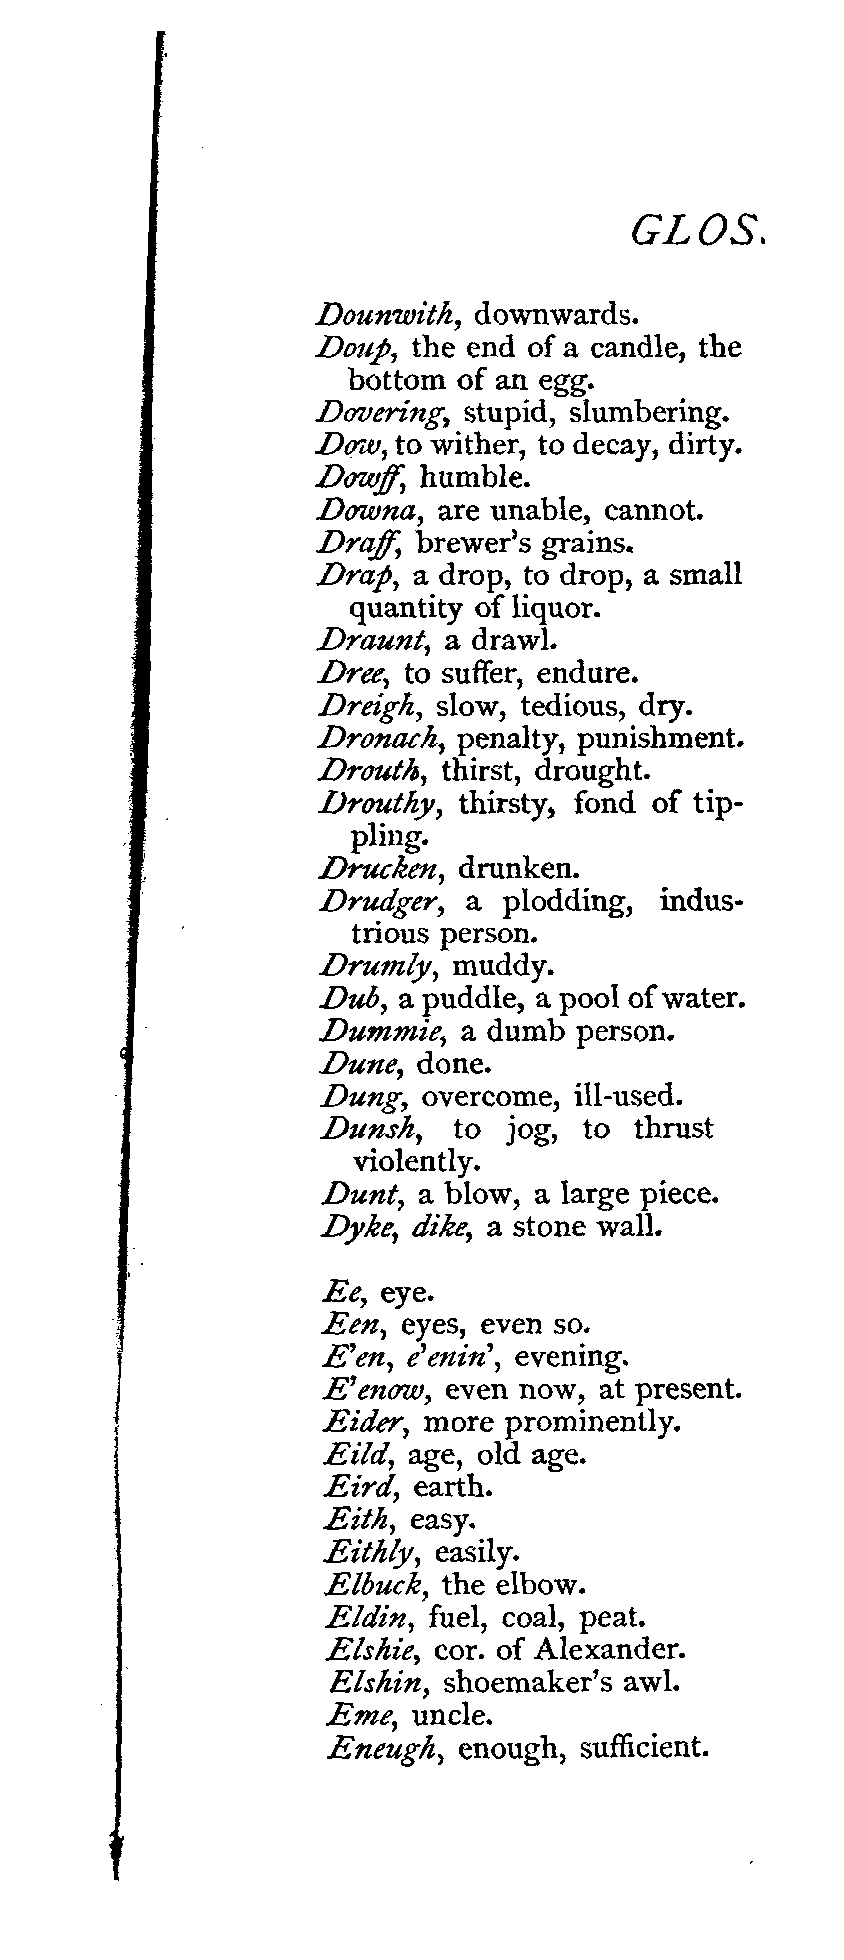 GLOS.
Dounwith, downwards.
Doup, the end of a candle, the
bottom of an egg.
Dovering, stupid, slumbering.
Dow, to wither, to decay, dirty.
Dowff, humble.
Downa, are unable, cannot.
Draff, brewer's grains.
Drap, a drop, to drop, a small
quantity of liquor.
Draunt, a drawl.
Dree, to suffer, endure.
Dreigh, slow, tedious, dry.
Dronach, penalty, punishment.
Drouth, thirst, drought.
Drouthy, thirsty, fond of tip-
pling.
Drucken, drunken.
Drudger, a plodding, indus-
trious person.
Drumly, muddy.
Dub, a puddle, a pool of water.
Dummie, a dumb person.
Dune, done.
Dung, overcome, ill-used.
Dunsh, to jog, to thrust
violently.
Dunt, a blow, a large piece.
Dyke, dike, a stone wall.
Ee, eye.
Een, eyes, even so.
E'en, e'enin', evening.
E'enow, even now, at present.
Eider, more prominently.
Eild, age, old age.
Eird, earth.
Eith, easy.
Eithly, easily.
Elbuck, the elbow.
Eldin, fuel, coal, peat.
Elshie, cor. of Alexander.
Elshin, shoemaker's awl.
Eme, uncle.
Eneugh, enough, sufficient.